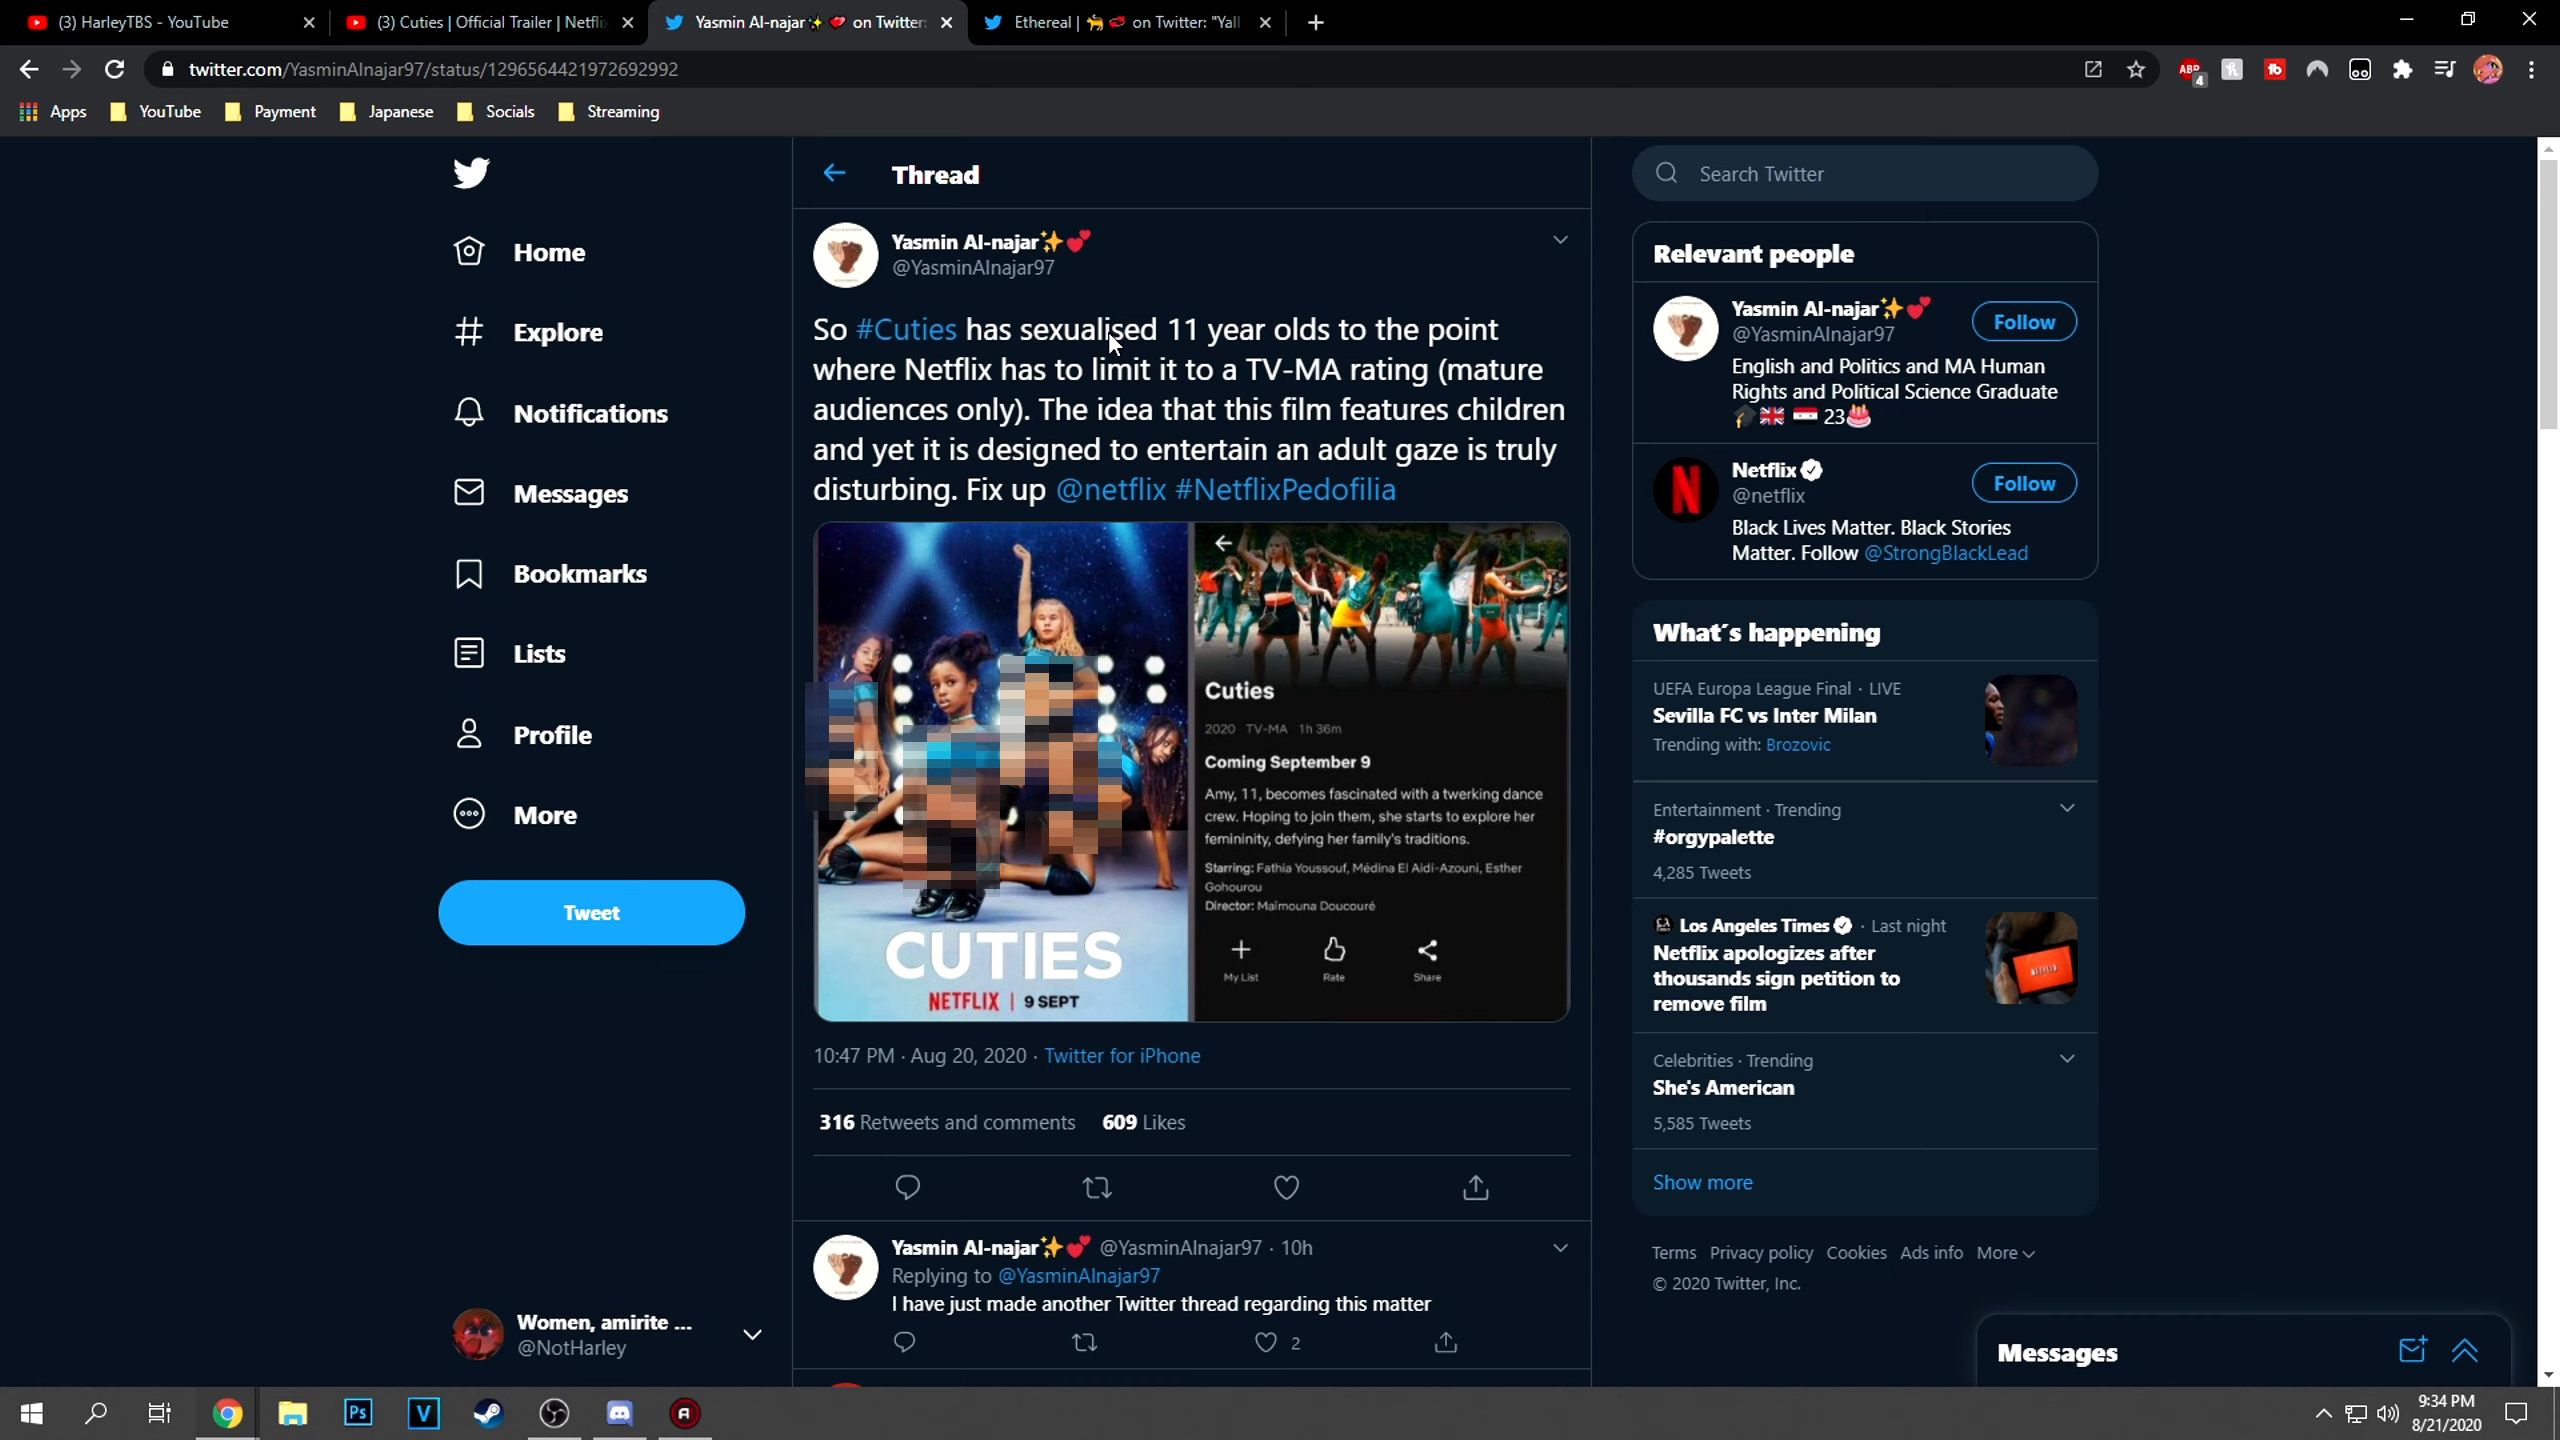 (3) HarleyTBS - YouTube
(3) Cuties | Official Trailer | Netflix
Yasmin Al-najar✨💕 on Twitter:
Ethereal | 🐈 💋 on Twitter: "Yall
twitter.com/YasminAlnajar97/status/1296564421972692992
ABP
4
Apps
YouTube
Payment
Japanese
Socials
Streaming
Home
Explore
Notifications
Messages
Bookmarks
Lists
Profile
More
Tweet
Women, amirite ...
@NotHarley
Thread
Yasmin Al-najar✨💕
@YasminAlnajar97
So #Cuties has sexualised 11 year olds to the point
where Netflix has to limit it to a TV-MA rating (mature
audiences only). The idea that this film features children
and yet it is designed to entertain an adult gaze is truly
disturbing. Fix up @netflix #NetflixPedofilia
CUTIES
NETFLIX | 9 SEPT
Cuties
2020 TV-MA 1h 36m
Coming September 9
Amy, 11, becomes fascinated with a twerking dance
crew. Hoping to join them, she starts to explore her
femininity, defying her family's traditions.
Starring: Fathia Youssouf, Médina El Aidi-Azouni, Esther
Gohourou
Director: Maïmouna Doucouré
My List
Rate
Share
10:47 PM · Aug 20, 2020 · Twitter for iPhone
316 Retweets and comments 609 Likes
Yasmin Al-najar✨💕 @YasminAlnajar97 · 10h
Replying to @YasminAlnajar97
I have just made another Twitter thread regarding this matter
2
Search Twitter
Relevant people
Yasmin Al-najar✨💕
@YasminAlnajar97
Follow
English and Politics and MA Human
Rights and Political Science Graduate
🎓🇬🇧 🇸🇾 23🎂
Netflix
@netflix
Follow
Black Lives Matter. Black Stories
Matter. Follow @StrongBlackLead
What's happening
UEFA Europa League Final · LIVE
Sevilla FC vs Inter Milan
Trending with: Brozovic
Entertainment · Trending
#orgypalette
4,285 Tweets
Los Angeles Times · Last night
Netflix apologizes after
thousands sign petition to
remove film
Celebrities · Trending
She's American
5,585 Tweets
Show more
Terms Privacy policy Cookies Ads info More
© 2020 Twitter, Inc.
Messages
Ps
V
9:34 PM
8/21/2020